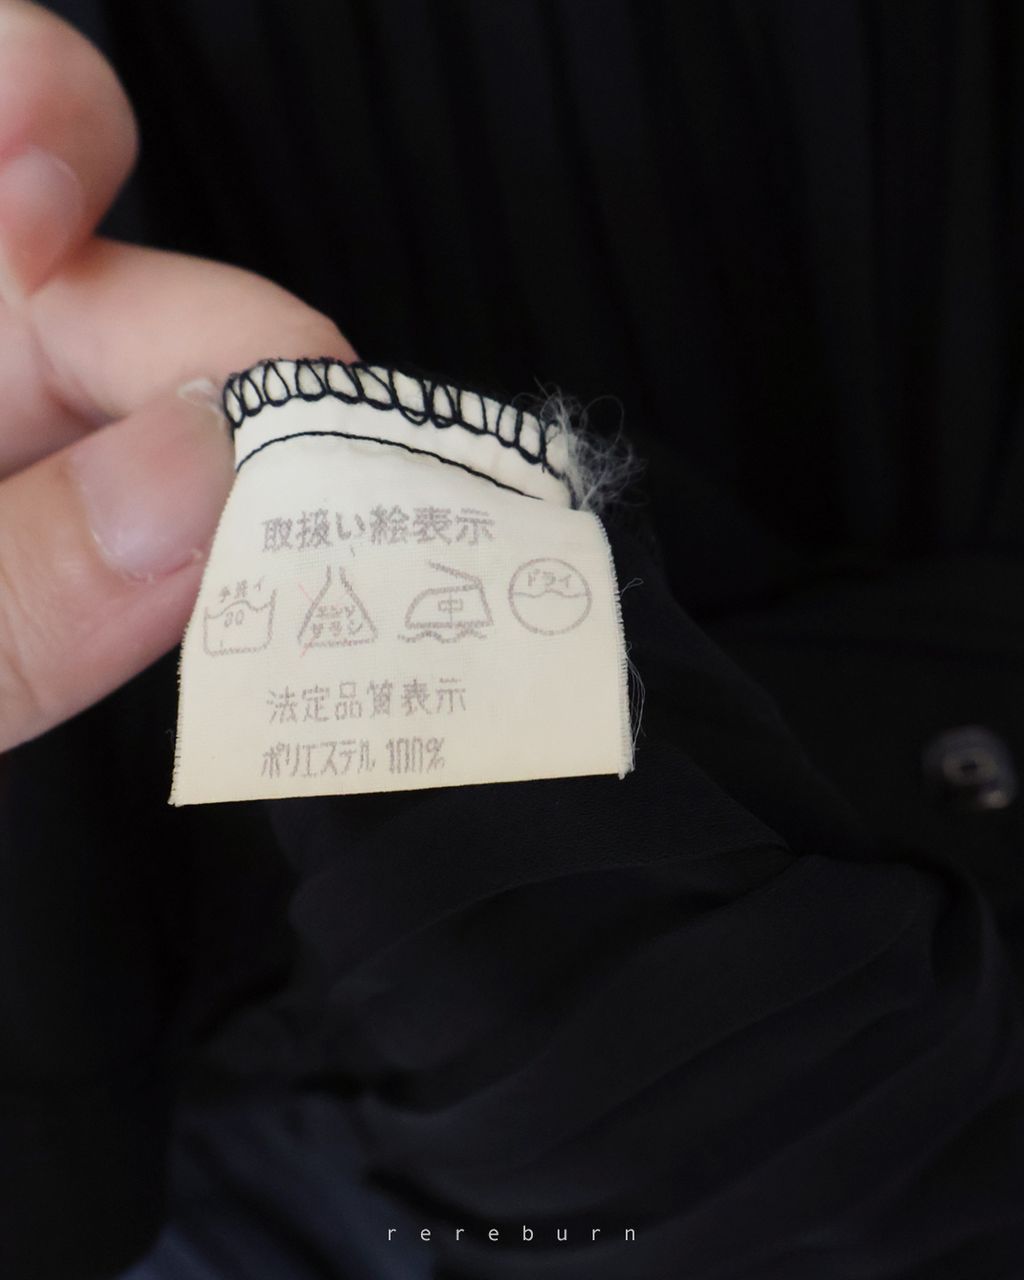 取扱い絵表示
手洗イ
30
エンソ
サラシ
中
ドライ
法定品質表示
ポリエステル 100%
rereburn